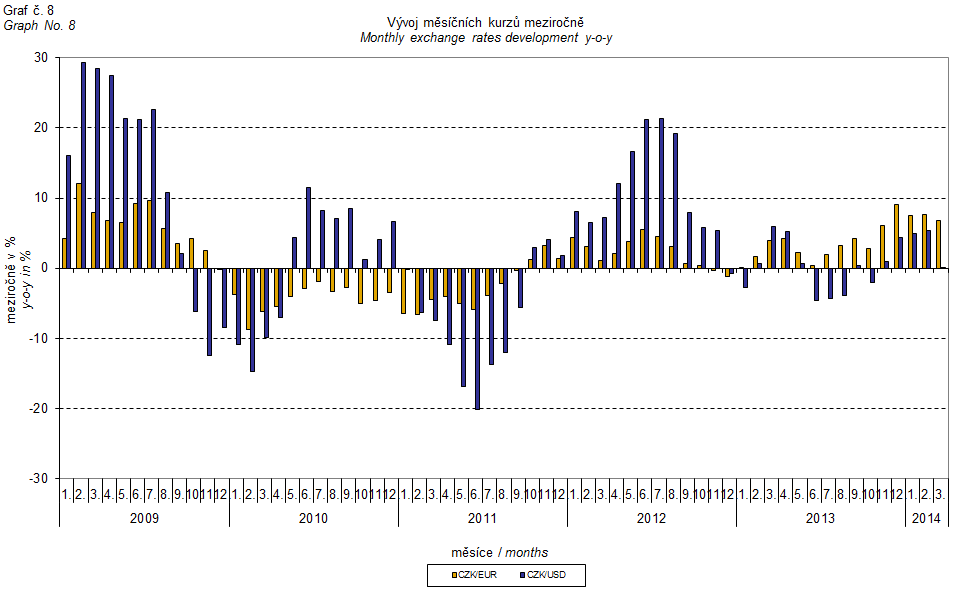 Graf č. 8
Graph No. 8
Vývoj měsíčních kurzů meziročně
Monthly exchange rates development y-o-y
meziročně v %
y-o-y in %
30
20
10
0
-10
-20
-30
1. 2. 3. 4. 5. 6. 7. 8. 9. 10 11 12 1. 2. 3. 4. 5. 6. 7. 8. 9. 10 11 12 1. 2. 3. 4. 5. 6. 7. 8. 9. 10 11 12 1. 2. 3. 4. 5. 6. 7. 8. 9. 10 11 12 1. 2. 3. 4. 5. 6. 7. 8. 9. 10 11 12 1. 2. 3.
2009 2010 2011 2012 2013 2014
měsíce / months
CZK/EUR CZK/USD